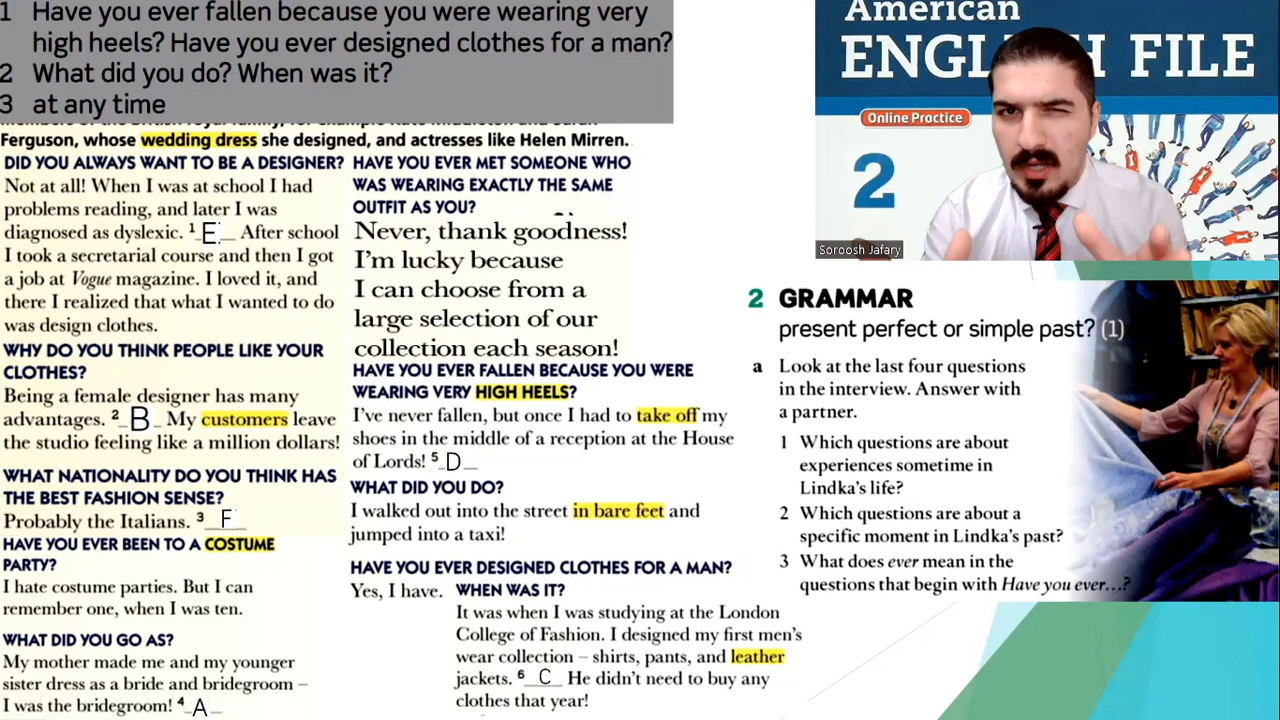 1 Have you ever fallen because you were wearing very
high heels? Have you ever designed clothes for a man?
2 What did you do? When was it?
3 at any time
Ferguson, whose wedding dress she designed, and actresses like Helen Mirren.
DID YOU ALWAYS WANT TO BE A DESIGNER?
Not at all! When I was at school I had
problems reading, and later I was
diagnosed as dyslexic. 1 E After school
I took a secretarial course and then I got
a job at Vogue magazine. I loved it, and
there I realized that what I wanted to do
was design clothes.
WHY DO YOU THINK PEOPLE LIKE YOUR
CLOTHES?
Being a female designer has many
advantages. 2 B My customers leave
the studio feeling like a million dollars!
WHAT NATIONALITY DO YOU THINK HAS
THE BEST FASHION SENSE?
Probably the Italians. 3 F
HAVE YOU EVER BEEN TO A COSTUME
PARTY?
I hate costume parties. But I can
remember one, when I was ten.
WHAT DID YOU GO AS?
My mother made me and my younger
sister dress as a bride and bridegroom –
I was the bridegroom! 4 A
HAVE YOU EVER MET SOMEONE WHO
WAS WEARING EXACTLY THE SAME
OUTFIT AS YOU?
Never, thank goodness!
I'm lucky because
I can choose from a
large selection of our
collection each season!
HAVE YOU EVER FALLEN BECAUSE YOU WERE
WEARING VERY HIGH HEELS?
I've never fallen, but once I had to take off my
shoes in the middle of a reception at the House
of Lords! 5 D
WHAT DID YOU DO?
I walked out into the street in bare feet and
jumped into a taxi!
HAVE YOU EVER DESIGNED CLOTHES FOR A MAN?
Yes, I have. WHEN WAS IT?
It was when I was studying at the London
College of Fashion. I designed my first men's
wear collection – shirts, pants, and leather
jackets. 6 C He didn't need to buy any
clothes that year!
American
ENGLISH FILE
Online Practice
2
Soroosh Jafary
2 GRAMMAR
present perfect or simple past? (1)
a Look at the last four questions
in the interview. Answer with
a partner.
1 Which questions are about
experiences sometime in
Lindka's life?
2 Which questions are about a
specific moment in Lindka's past?
3 What does ever mean in the
questions that begin with Have you ever…?